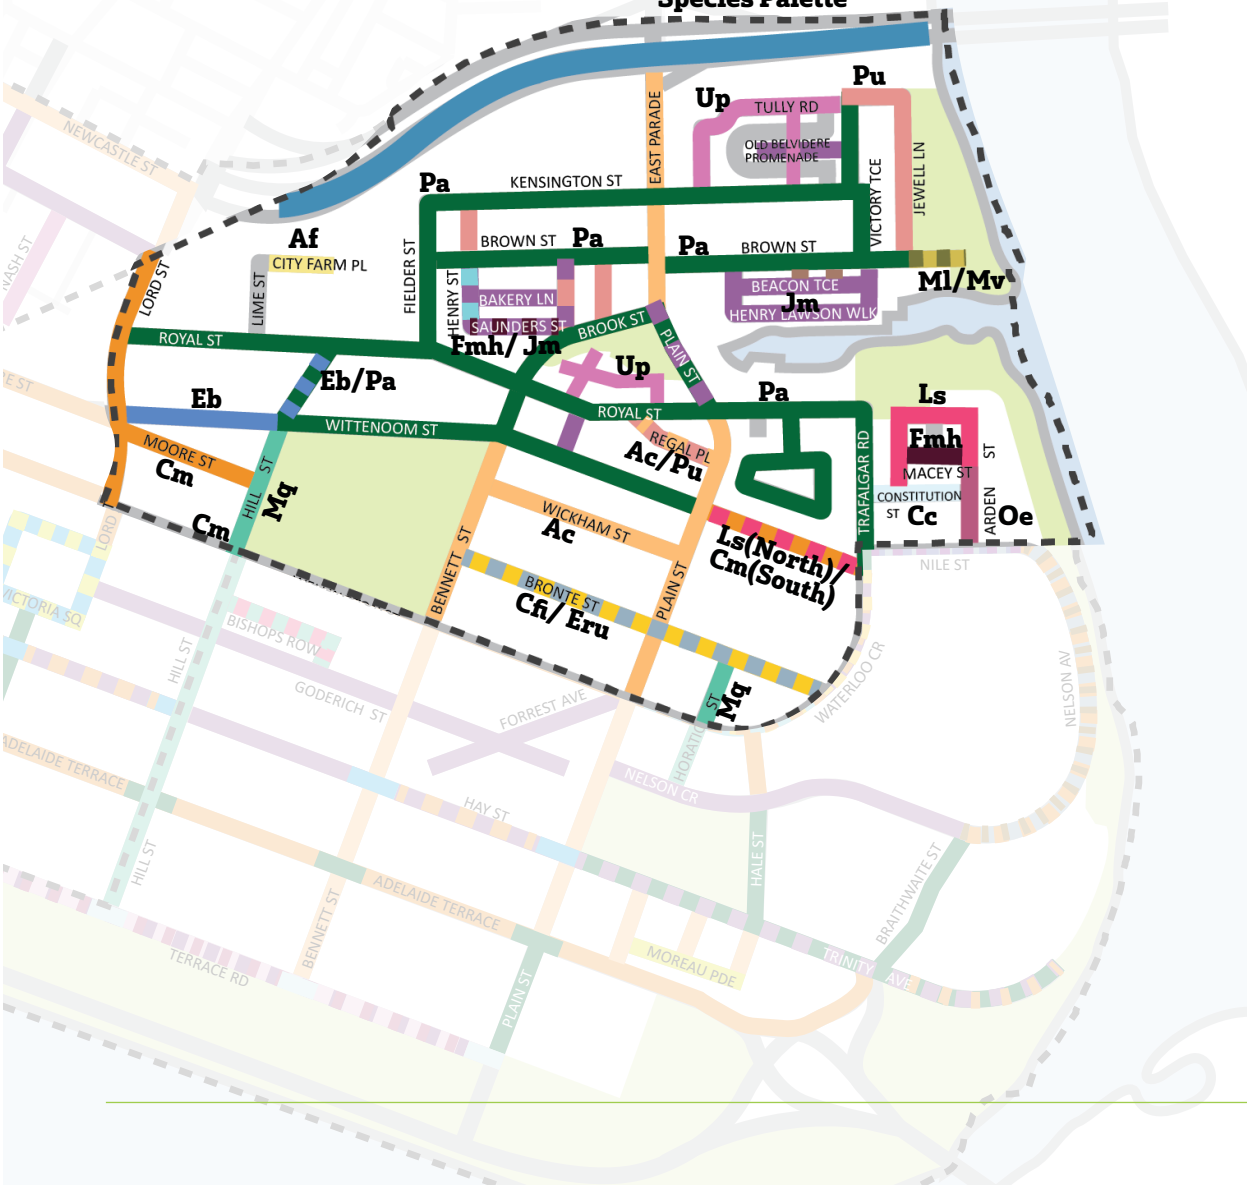 Species Palette
Pu
Up
TULLY RD
EAST PARADE
OLD BELVIDERE
PROMENADE
NEWCASTLE ST
Pa
KENSINGTON ST
VICTORY TCE
JEWELL LN
NASH ST
LORD ST
Af
CITY FARM PL
LIME ST
FIELDER ST
BROWN ST
Pa
Pa
BROWN ST
Ml/Mv
HENRY ST
BAKERY LN
SAUNDERS ST
BEACON TCE
Jm
HENRY LAWSON WLK
ROYAL ST
Fmh/ Jm
BROOK ST
PLAIN ST
Eb/Pa
Up
E ST
Eb
Pa
Ls
ROYAL ST
WITTENOOM ST
MOORE ST
Cm
HILL ST
Mq
REGAL PL
Ac/Pu
TRAFALGAR RD
Fmh
MACEY ST
ARDEN ST
CONSTITUTION
ST
Cc
Oe
LORD
Cm
WICKHAM ST
Ac
Ls(North)/
Cm(South)
NILE ST
BENNETT ST
BRONTE ST
Cfi/ Eru
PLAIN ST
VICTORIA SQ
BISHOPS ROW
HILL ST
GODERICH ST
FORREST AVE
ST
Mq
HORATIO
WATERLOO CR
NELSON AV
ADELAIDE TERRACE
NELSON CR
HAY ST
HILL ST
HALE ST
BRAITHWAITE ST
BENNETT ST
ADELAIDE TERRACE
TERRACE RD
PLAIN ST
MOREAU PDE
TRINITY AVE